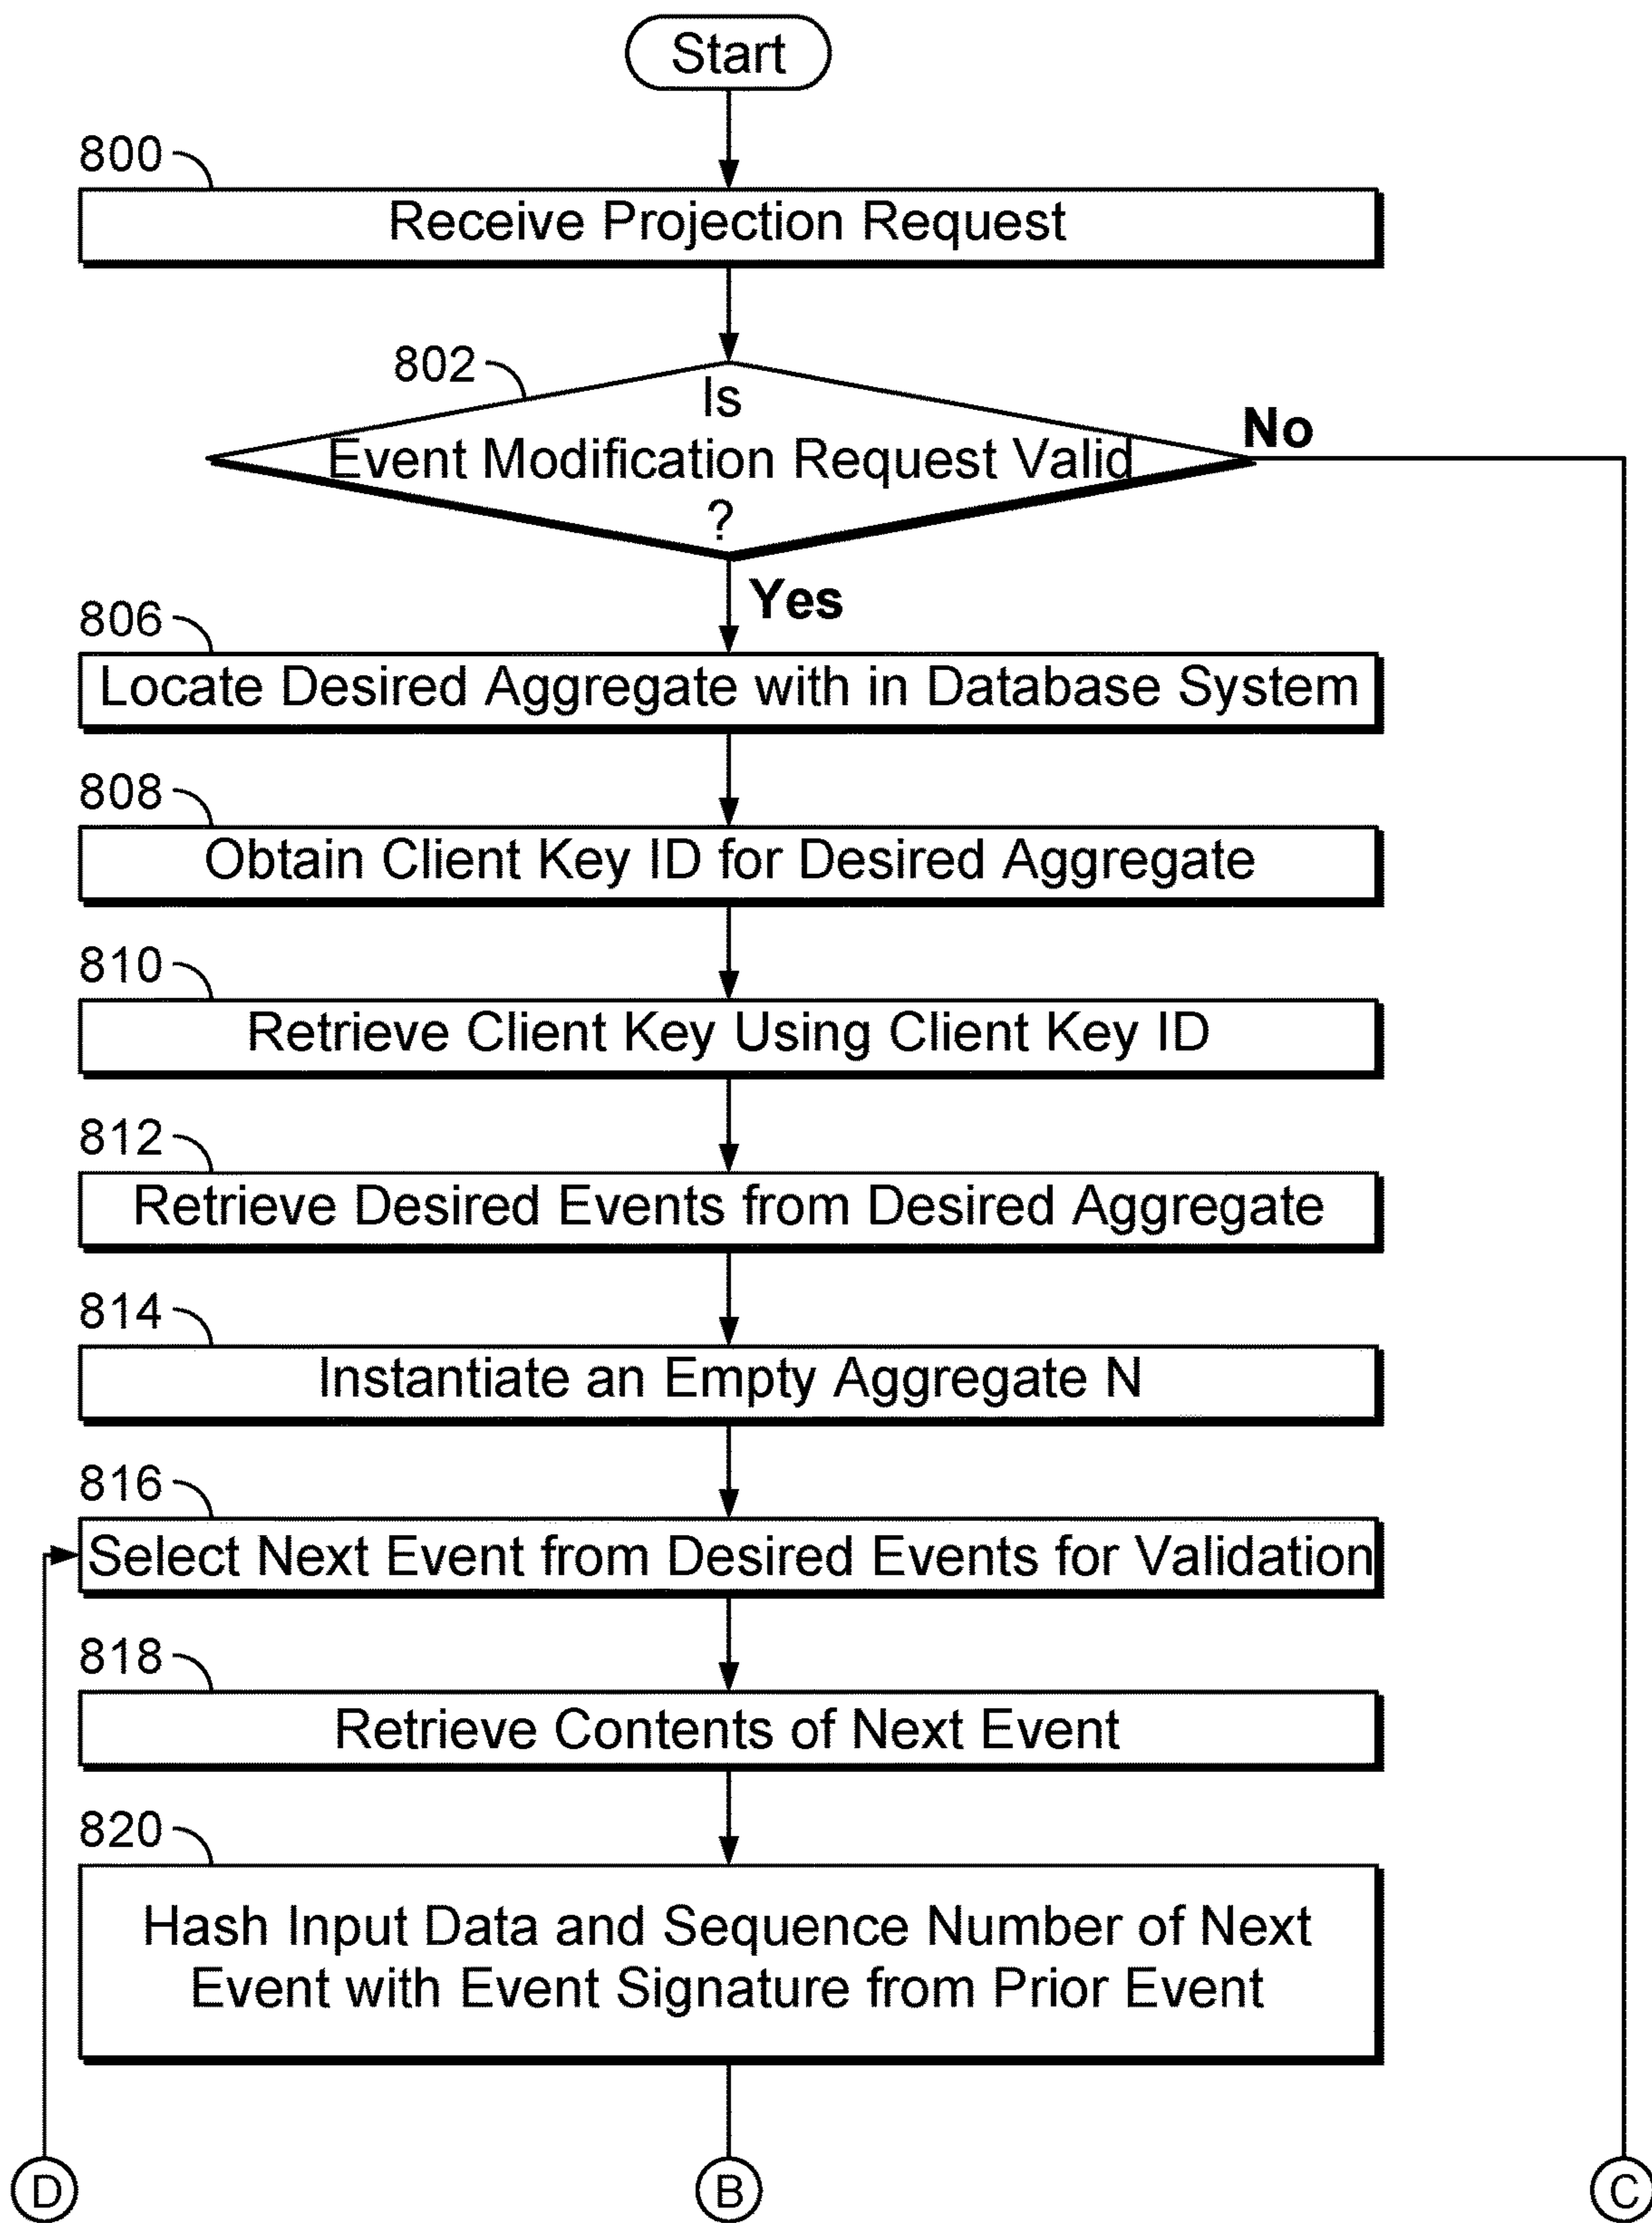 Start
800
Receive Projection Request
802
Is
Event Modification Request Valid
?
No
Yes
806
Locate Desired Aggregate with in Database System
808
Obtain Client Key ID for Desired Aggregate
810
Retrieve Client Key Using Client Key ID
812
Retrieve Desired Events from Desired Aggregate
814
Instantiate an Empty Aggregate N
816
Select Next Event from Desired Events for Validation
818
Retrieve Contents of Next Event
820
Hash Input Data and Sequence Number of Next
Event with Event Signature from Prior Event
D
B
C